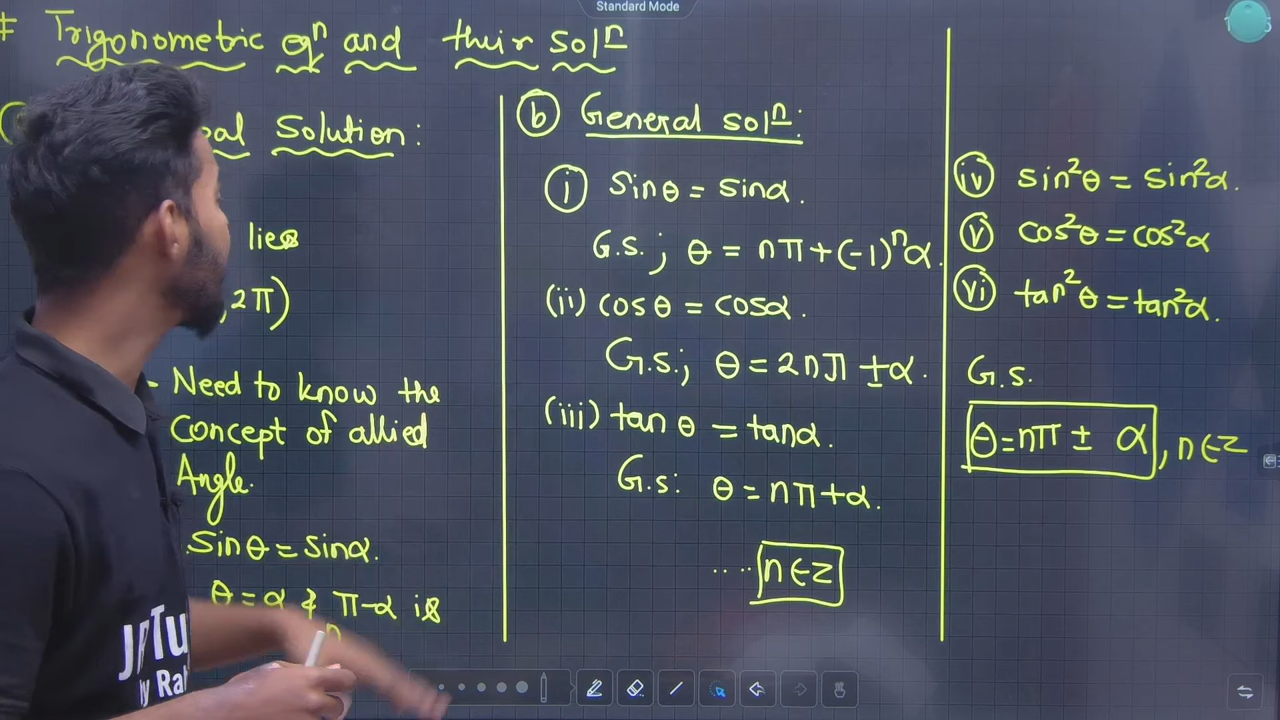 Standard Mode
Trigonometric eqⁿ and their solⁿ
Solution:
lies
,2π)
- Need to know the
Concept of allied
Angle.
sinθ = sinα.
θ = α & π-α is
ⓑ General solⁿ:
ⓘ Sinθ = sinα.
G.S.; θ = nπ+(-1)ⁿα.
(ii) cosθ = cosα.
G.s.; θ = 2nπ ±α.
(iii) tanθ = tanα.
G.s: θ = nπ+α.
.... n∈Z
(iv) sin²θ = sin²α.
(v) cos²θ = cos²α
(vi) tan²θ = tan²α.
G.s.
θ=nπ ± α, n∈Z